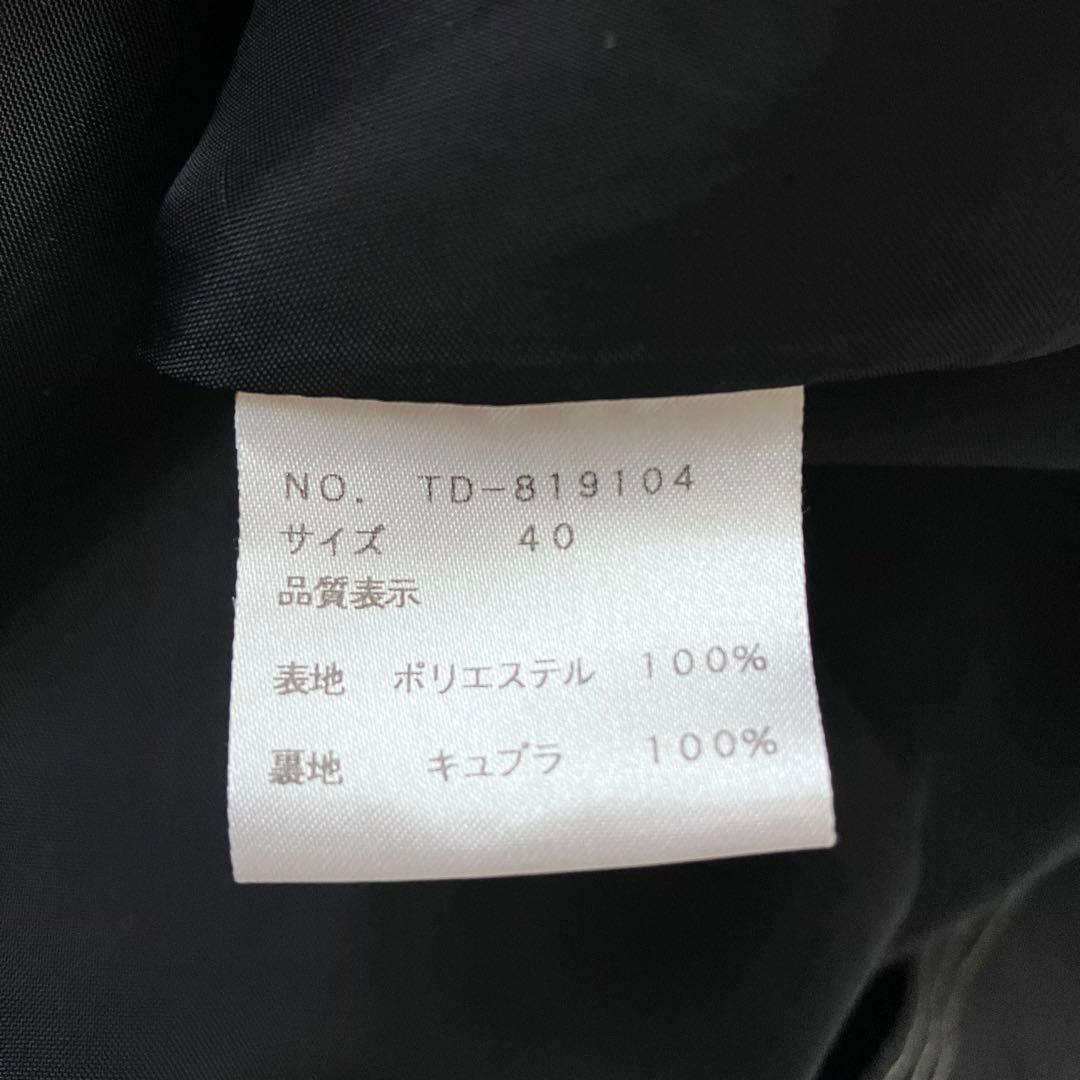 NO. TD-819104
サイズ 40
品質表示
表地 ポリエステル 100%
裏地 キュプラ 100%